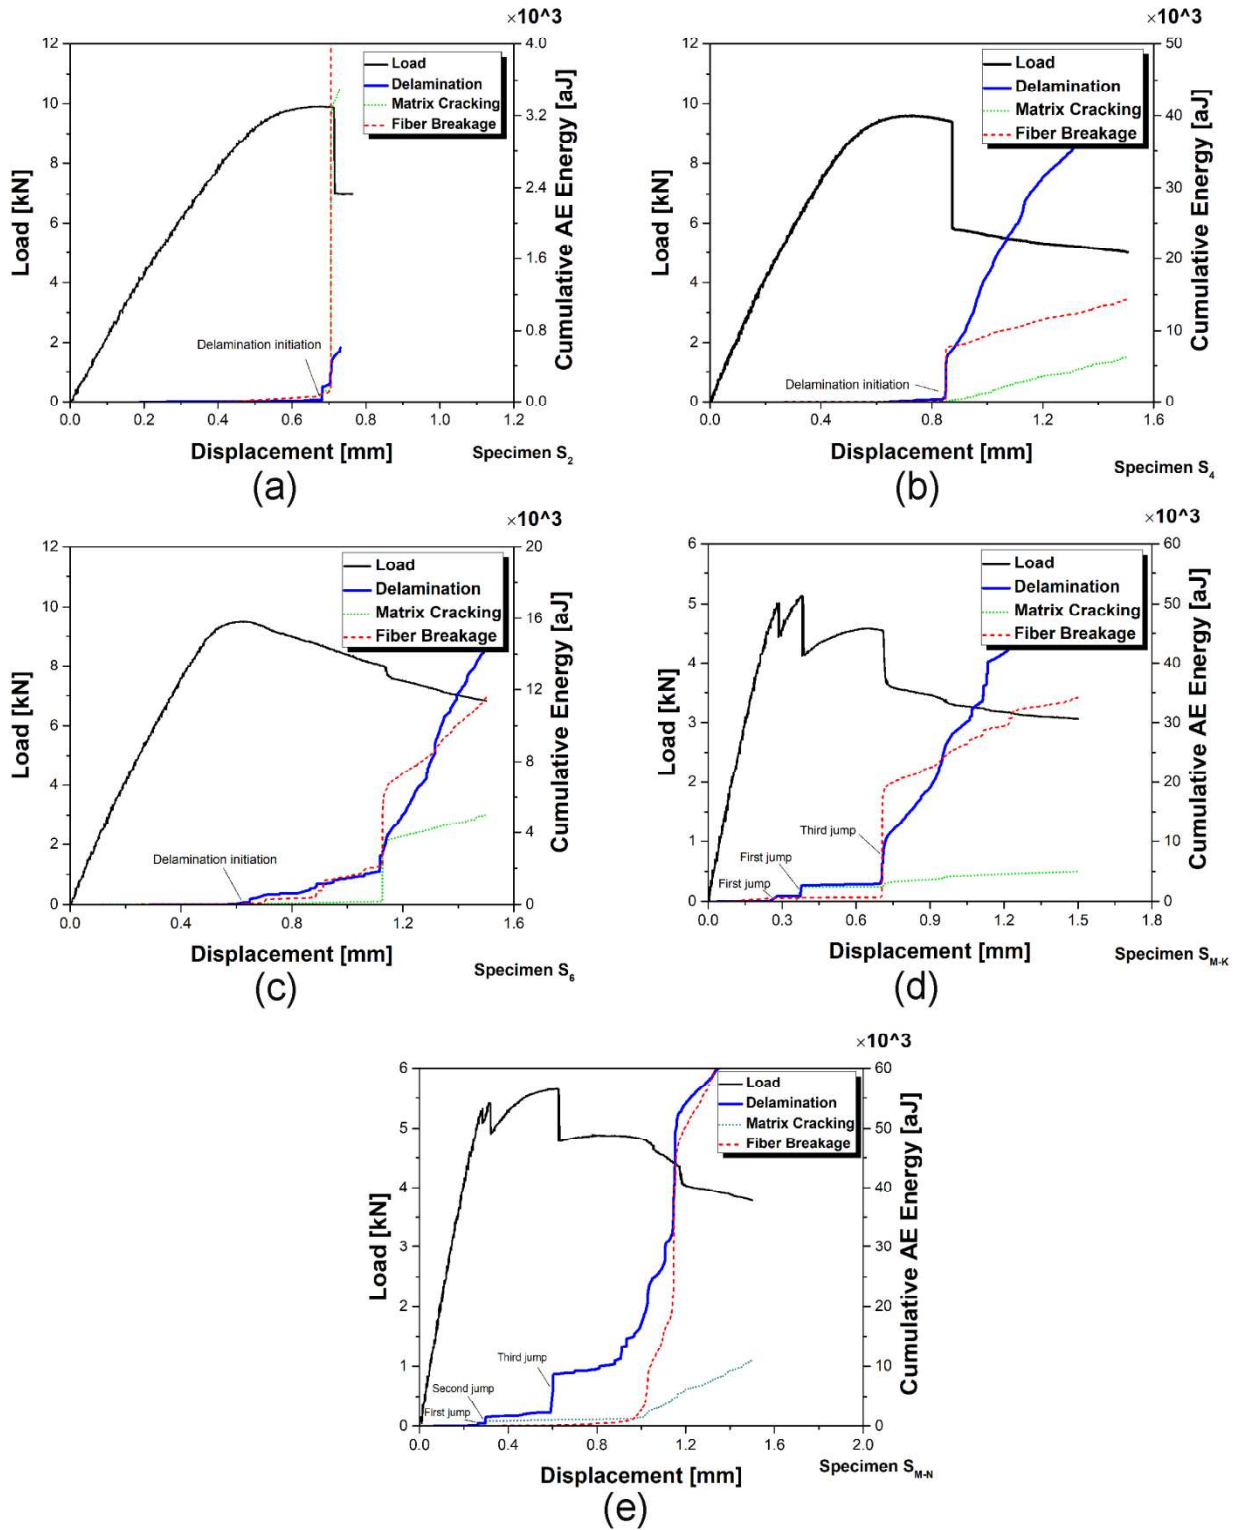 ×10^3
12
10
8
6
4
2
0
Load [kN]
4.0
3.2
2.4
1.6
0.8
0.0
Cumulative AE Energy [aJ]
Load
Delamination
Matrix Cracking
Fiber Breakage
Delamination initiation
0.0 0.2 0.4 0.6 0.8 1.0 1.2
Displacement [mm]
Specimen S2
(a)
×10^3
12
10
8
6
4
2
0
Load [kN]
50
40
30
20
10
0
Cumulative Energy [aJ]
Load
Delamination
Matrix Cracking
Fiber Breakage
Delamination initiation
0.0 0.4 0.8 1.2 1.6
Displacement [mm]
Specimen S4
(b)
×10^3
12
10
8
6
4
2
0
Load [kN]
20
16
12
8
4
0
Cumulative Energy [aJ]
Load
Delamination
Matrix Cracking
Fiber Breakage
Delamination initiation
0.0 0.4 0.8 1.2 1.6
Displacement [mm]
Specimen S6
(c)
×10^3
6
5
4
3
2
1
0
Load [kN]
60
50
40
30
20
10
0
Cumulative AE Energy [aJ]
Load
Delamination
Matrix Cracking
Fiber Breakage
Third jump
First jump
First jump
0.0 0.3 0.6 0.9 1.2 1.5 1.8
Displacement [mm]
Specimen SM-K
(d)
×10^3
6
5
4
3
2
1
0
Load [kN]
60
50
40
30
20
10
0
Cumulative AE Energy [aJ]
Load
Delamination
Matrix Cracking
Fiber Breakage
Third jump
Second jump
First jump
0.0 0.4 0.8 1.2 1.6 2.0
Displacement [mm]
Specimen SM-N
(e)